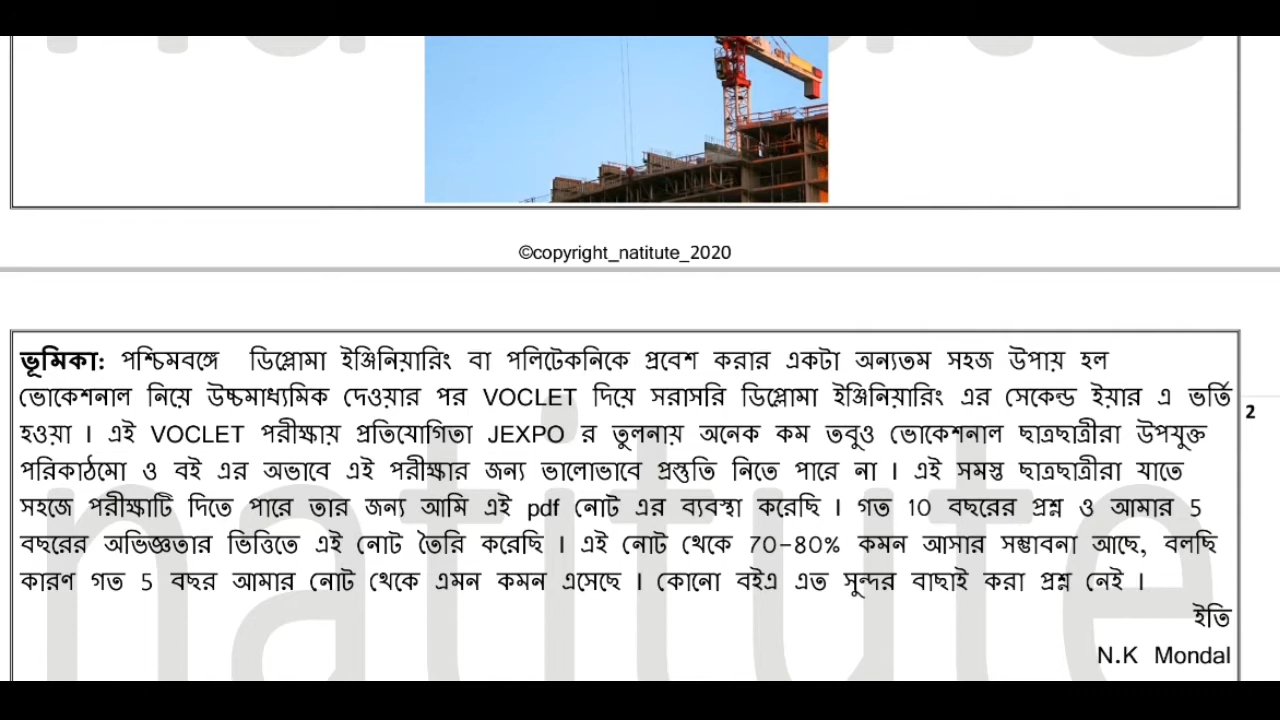 ©copyright_natitute_2020
ভূমিকা: পশ্চিমবঙ্গে ডিপ্লোমা ইঞ্জিনিয়ারিং বা পলিটেকনিকে প্রবেশ করার একটা অন্যতম সহজ উপায় হল
ভোকেশনাল নিয়ে উচ্চমাধ্যমিক দেওয়ার পর VOCLET দিয়ে সরাসরি ডিপ্লোমা ইঞ্জিনিয়ারিং এর সেকেন্ড ইয়ার এ ভর্তি
2
হওয়া । এই VOCLET পরীক্ষায় প্রতিযোগিতা JEXPO র তুলনায় অনেক কম তবুও ভোকেশনাল ছাত্রছাত্রীরা উপযুক্ত
পরিকাঠমো ও বই এর অভাবে এই পরীক্ষার জন্য ভালোভাবে প্রস্তুতি নিতে পারে না । এই সমস্ত ছাত্রছাত্রীরা যাতে
সহজে পরীক্ষাটি দিতে পারে তার জন্য আমি এই pdf নোট এর ব্যবস্থা করেছি । গত 10 বছরের প্রশ্ন ও আমার 5
বছরের অভিজ্ঞতার ভিত্তিতে এই নোট তৈরি করেছি । এই নোট থেকে 70-80% কমন আসার সম্ভাবনা আছে, বলছি
কারণ গত 5 বছর আমার নোট থেকে এমন কমন এসেছে । কোনো বইএ এত সুন্দর বাছাই করা প্রশ্ন নেই ।
ইতি
N.K Mondal
natitute